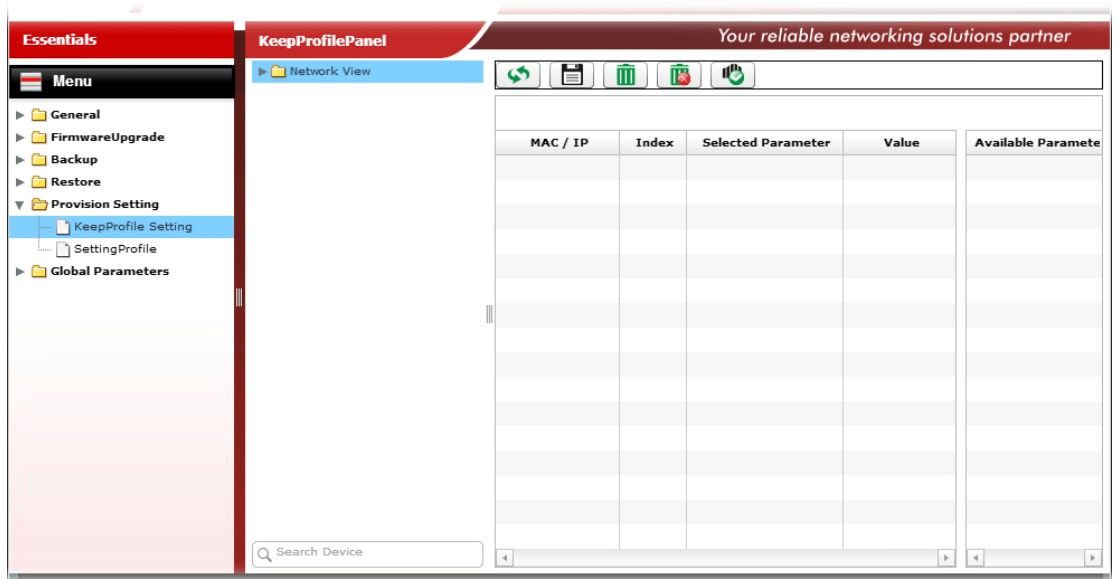 Essentials
KeepProfilePanel
Your reliable networking solutions partner
Menu
General
FirmwareUpgrade
Backup
Restore
Provision Setting
KeepProfile Setting
SettingProfile
Global Parameters
Network View
Search Device
MAC / IP Index Selected Parameter Value Available Paramete